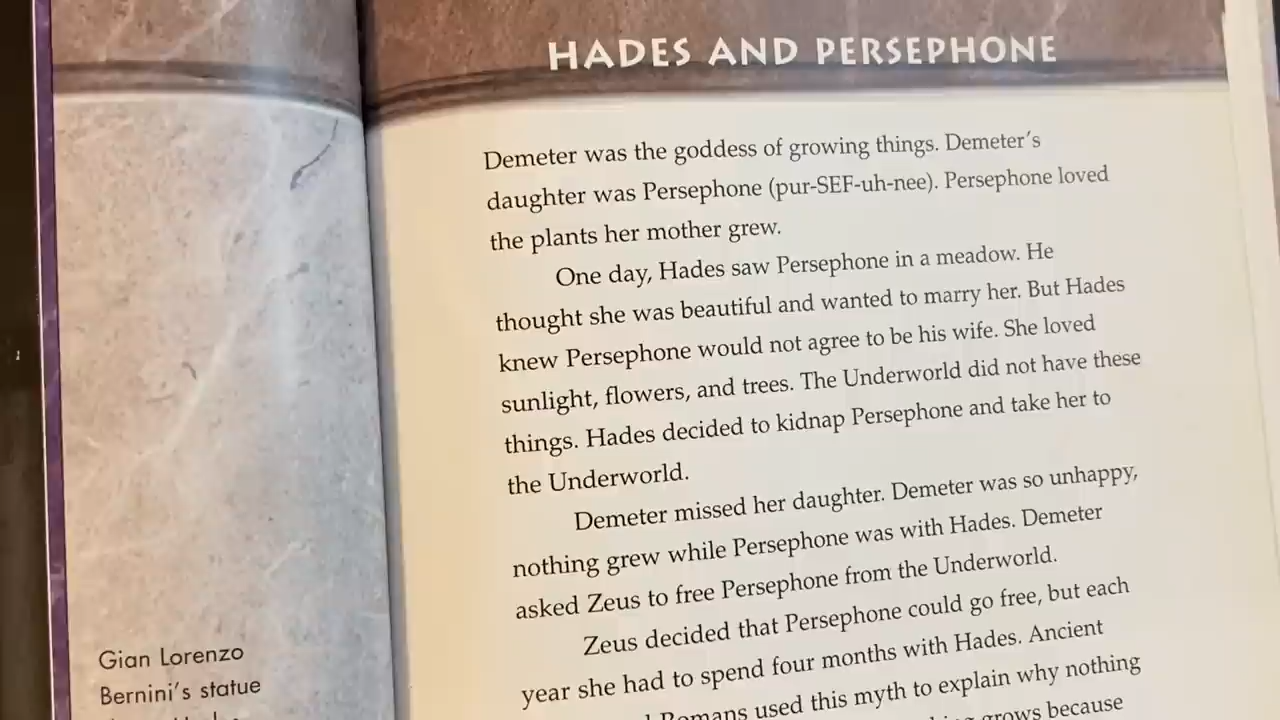 HADES AND PERSEPHONE
Demeter was the goddess of growing things. Demeter's
daughter was Persephone (pur-SEF-uh-nee). Persephone loved
the plants her mother grew.
One day, Hades saw Persephone in a meadow. He
thought she was beautiful and wanted to marry her. But Hades
knew Persephone would not agree to be his wife. She loved
sunlight, flowers, and trees. The Underworld did not have these
things. Hades decided to kidnap Persephone and take her to
the Underworld.
Demeter missed her daughter. Demeter was so unhappy,
nothing grew while Persephone was with Hades. Demeter
asked Zeus to free Persephone from the Underworld.
Zeus decided that Persephone could go free, but each
year she had to spend four months with Hades. Ancient
Romans used this myth to explain why nothing
grows because
Gian Lorenzo
Bernini's statue